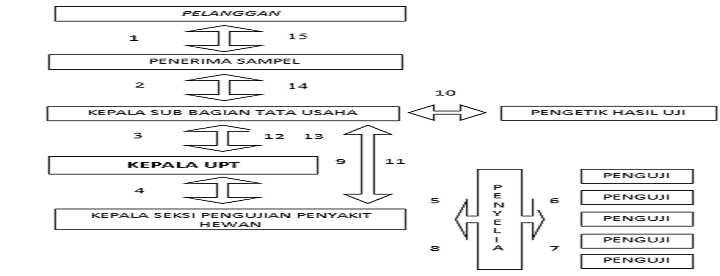 PELANGGAN
1 15
PENERIMA SAMPEL
2 14
10
KEPALA SUB BAGIAN TATA USAHA
PENGETIK HASIL UJI
3 12 13
9 11
KEPALA UPT
4
KEPALA SEKSI PENGUJIAN PENYAKIT
HEWAN
5
8
PENYELIA
6
7
PENGUJI
PENGUJI
PENGUJI
PENGUJI
PENGUJI